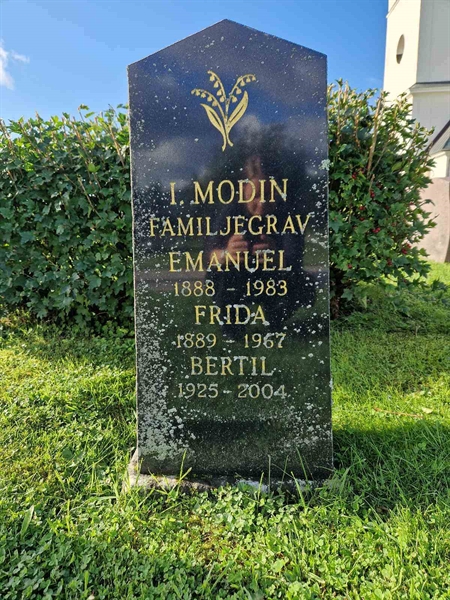 I. MODIN
FAMILJEGRAV
EMANUEL
1888 - 1983
FRIDA
1889 - 1967
BERTIL
1925 - 2004